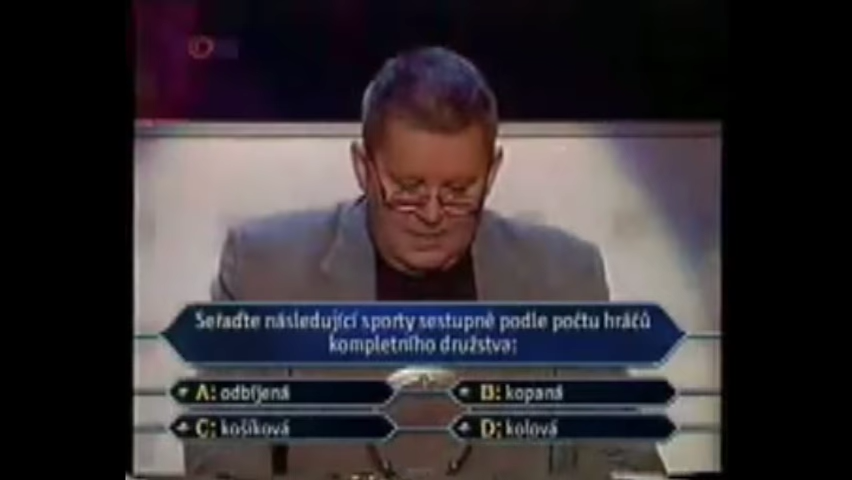 Seřaďte následující sporty sestupně podle počtu hráčů
kompletního družstva:
A: odbíjená
B: kopaná
C: košíková
D: kolová